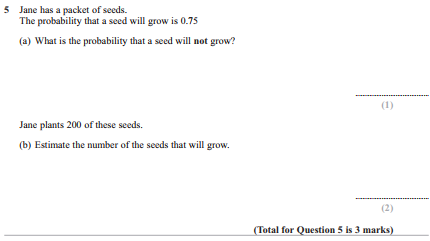 5 Jane has a packet of seeds.
The probability that a seed will grow is 0.75
(a) What is the probability that a seed will not grow?
(1)
Jane plants 200 of these seeds.
(b) Estimate the number of the seeds that will grow.
(2)
(Total for Question 5 is 3 marks)